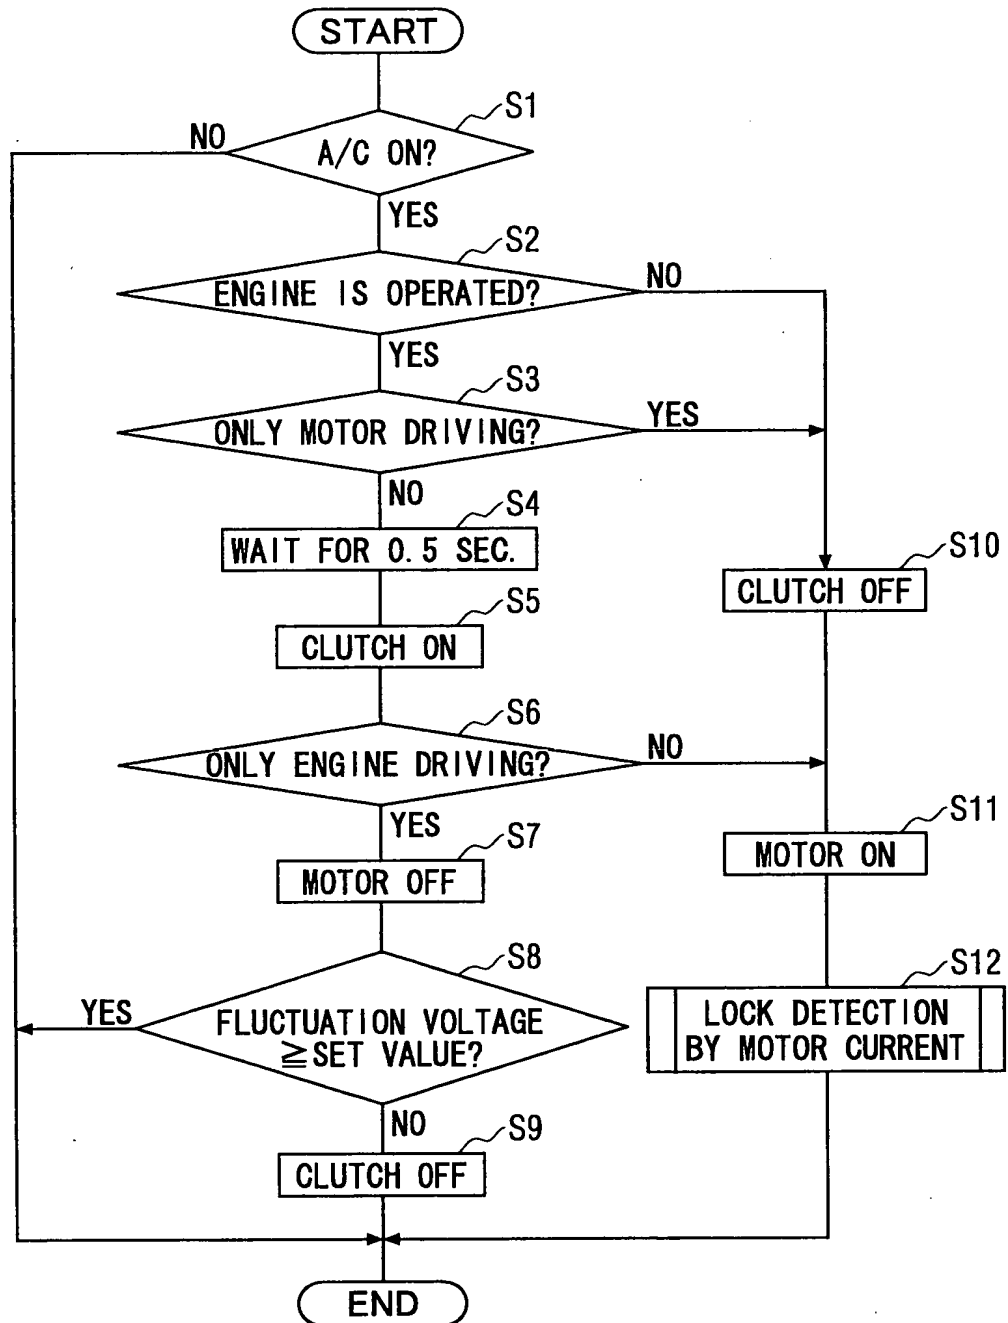 START
S1
NO
A/C ON?
YES
S2
NO
ENGINE IS OPERATED?
YES
S3
YES
ONLY MOTOR DRIVING?
NO
S4
WAIT FOR 0.5 SEC.
S10
CLUTCH OFF
S5
CLUTCH ON
S6
NO
ONLY ENGINE DRIVING?
YES
S7
MOTOR OFF
S11
MOTOR ON
S8
YES
FLUCTUATION VOLTAGE
≧SET VALUE?
S12
LOCK DETECTION
BY MOTOR CURRENT
NO
S9
CLUTCH OFF
END